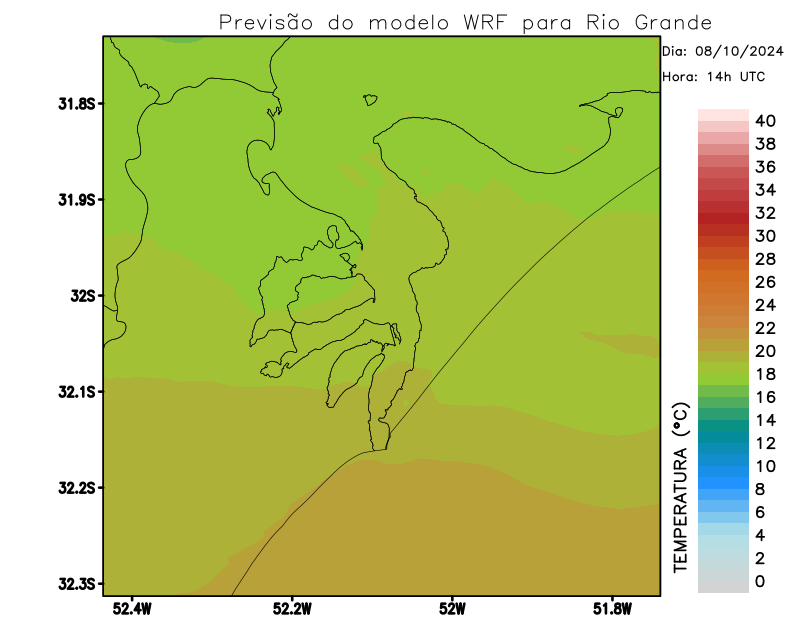 Previsão do modelo WRF para Rio Grande
Dia: 08/10/2024
Hora: 14h UTC
31.8S
31.9S
32S
32.1S
32.2S
32.3S
52.4W
52.2W
52W
51.8W
TEMPERATURA (°C)
40
38
36
34
32
30
28
26
24
22
20
18
16
14
12
10
8
6
4
2
0